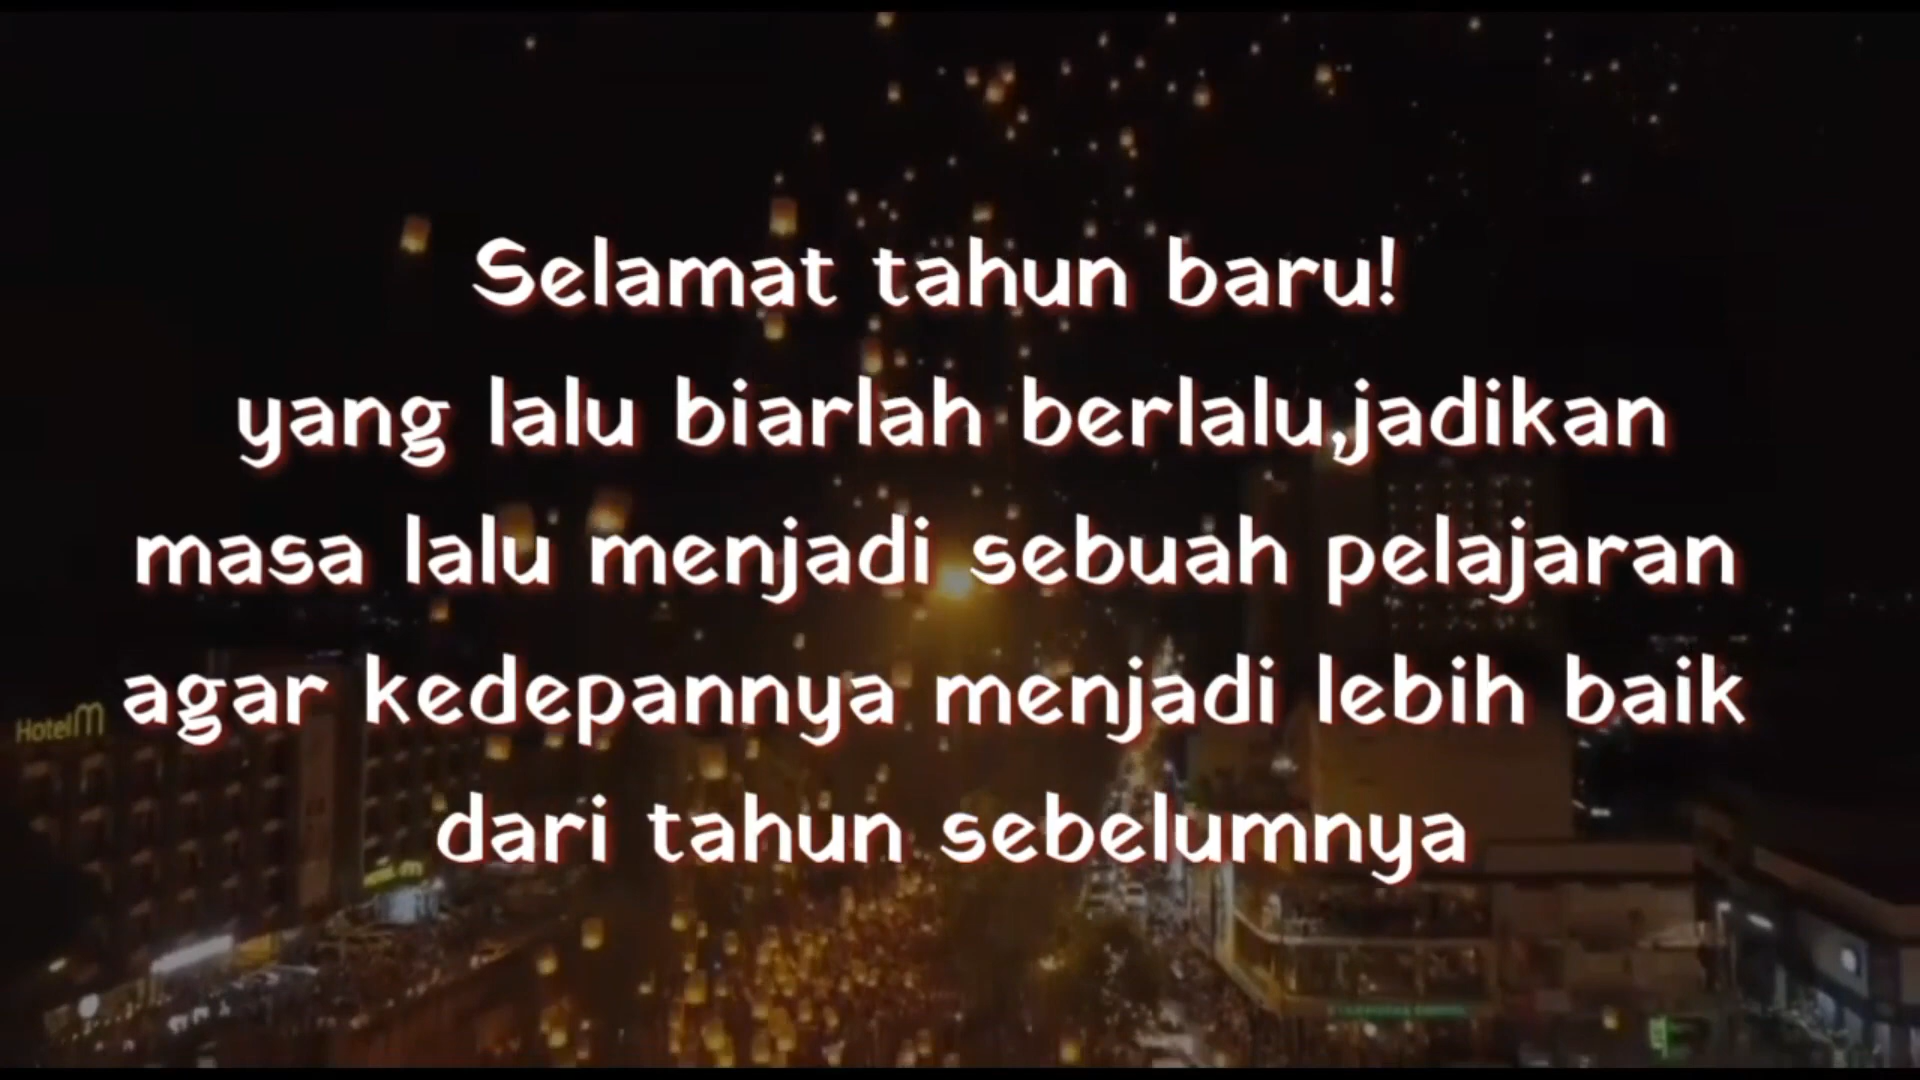 Selamat tahun baru!
yang lalu biarlah berlalu,jadikan
masa lalu menjadi sebuah pelajaran
agar kedepannya menjadi lebih baik
dari tahun sebelumnya
Hotel M